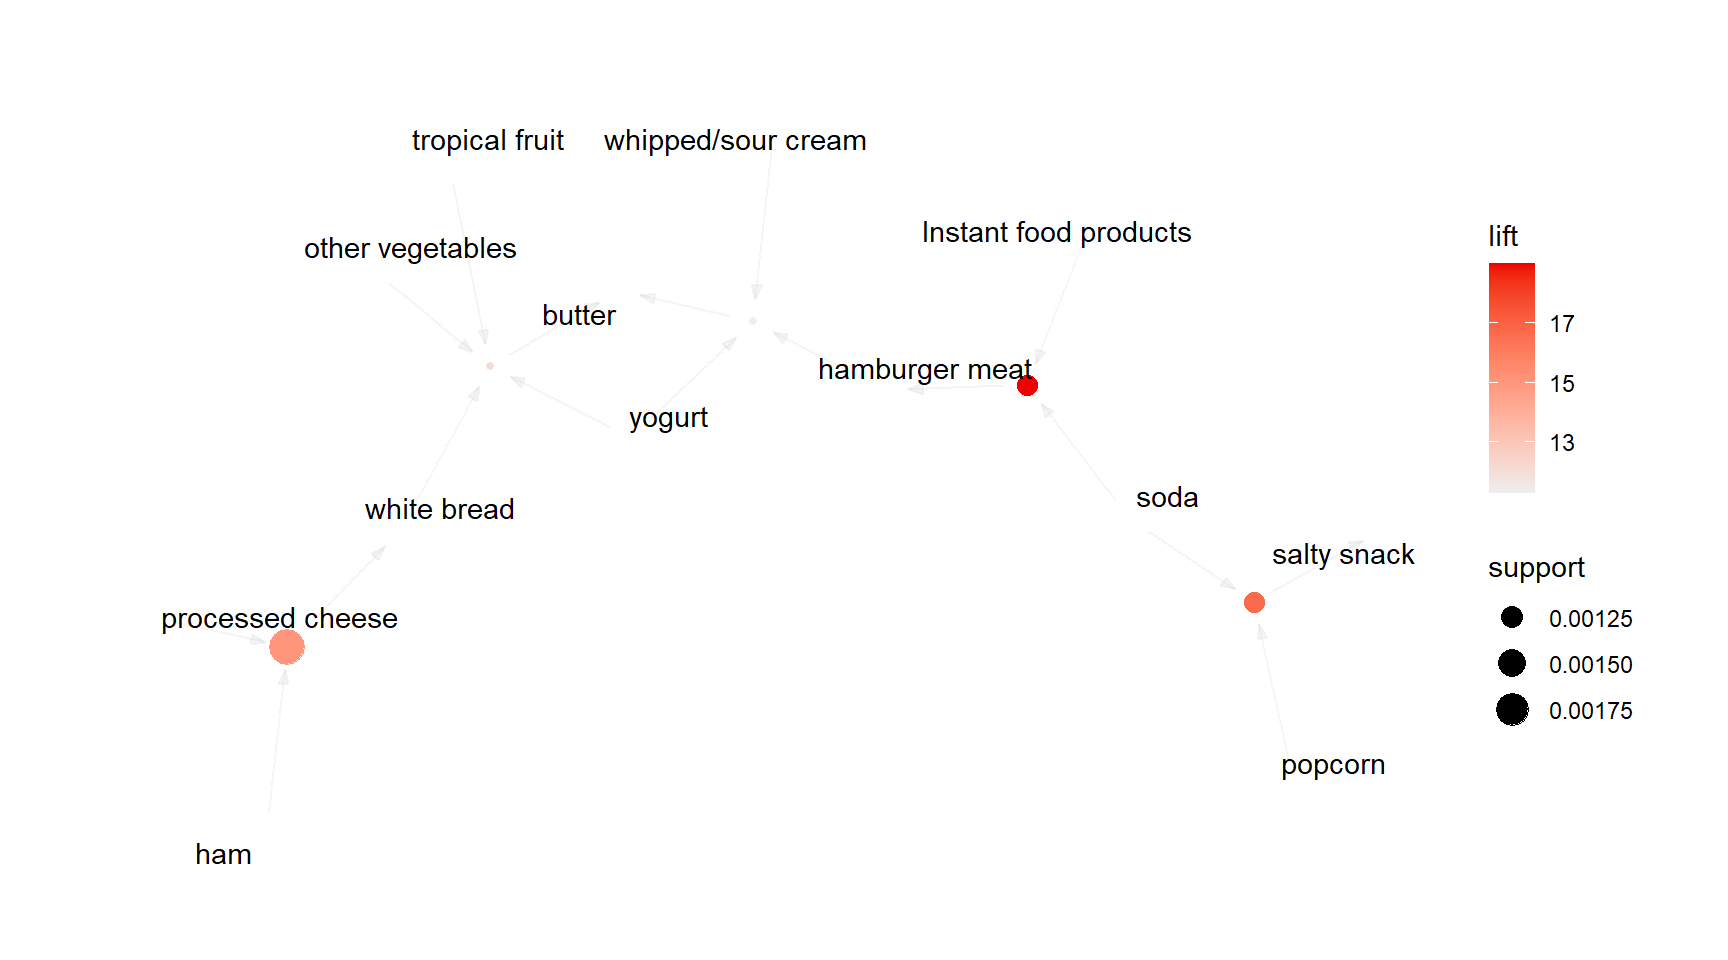 tropical fruit
whipped/sour cream
Instant food products
other vegetables
butter
hamburger meat
yogurt
white bread
soda
salty snack
processed cheese
popcorn
ham
lift
17
15
13
support
0.00125
0.00150
0.00175